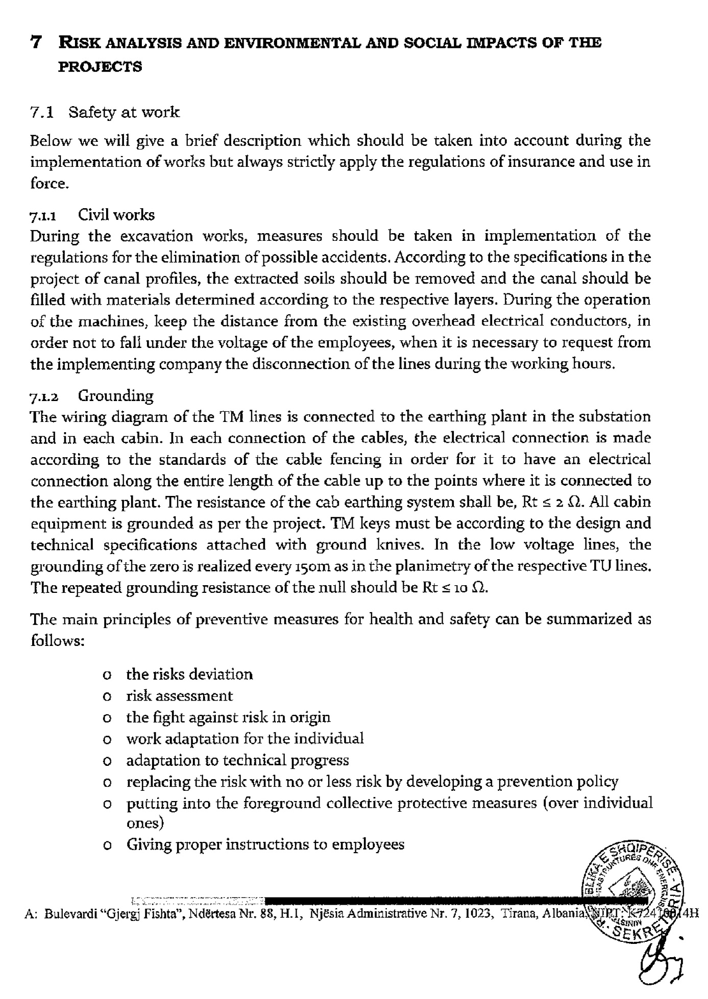 7 RISK ANALYSIS AND ENVIRONMENTAL AND SOCIAL IMPACTS OF THE
PROJECTS
7.1 Safety at work
Below we will give a brief description which should be taken into account during the
implementation of works but always strictly apply the regulations of insurance and use in
force.
7.1.1 Civil works
During the excavation works, measures should be taken in implementation of the
regulations for the elimination of possible accidents. According to the specifications in the
project of canal profiles, the extracted soils should be removed and the canal should be
filled with materials determined according to the respective layers. During the operation
of the machines, keep the distance from the existing overhead electrical conductors, in
order not to fall under the voltage of the employees, when it is necessary to request from
the implementing company the disconnection of the lines during the working hours.
7.1.2 Grounding
The wiring diagram of the TM lines is connected to the earthing plant in the substation
and in each cabin. In each connection of the cables, the electrical connection is made
according to the standards of the cable fencing in order for it to have an electrical
connection along the entire length of the cable up to the points where it is connected to
the earthing plant. The resistance of the cab earthing system shall be, Rt ≤ 2 Ω. All cabin
equipment is grounded as per the project. TM keys must be according to the design and
technical specifications attached with ground knives. In the low voltage lines, the
grounding of the zero is realized every 150m as in the planimetry of the respective TU lines.
The repeated grounding resistance of the null should be Rt ≤ 10 Ω.
The main principles of preventive measures for health and safety can be summarized as
follows:
o the risks deviation
o risk assessment
o the fight against risk in origin
o work adaptation for the individual
o adaptation to technical progress
o replacing the risk with no or less risk by developing a prevention policy
o putting into the foreground collective protective measures (over individual
ones)
o Giving proper instructions to employees
A: Bulevardi “Gjergj Fishta”, Ndërtesa Nr. 88, H.1, Njësia Administrative Nr. 7, 1023, Tirana, Albania, NIPT:
E SHQIPËRISË - 
SEKRETARIA